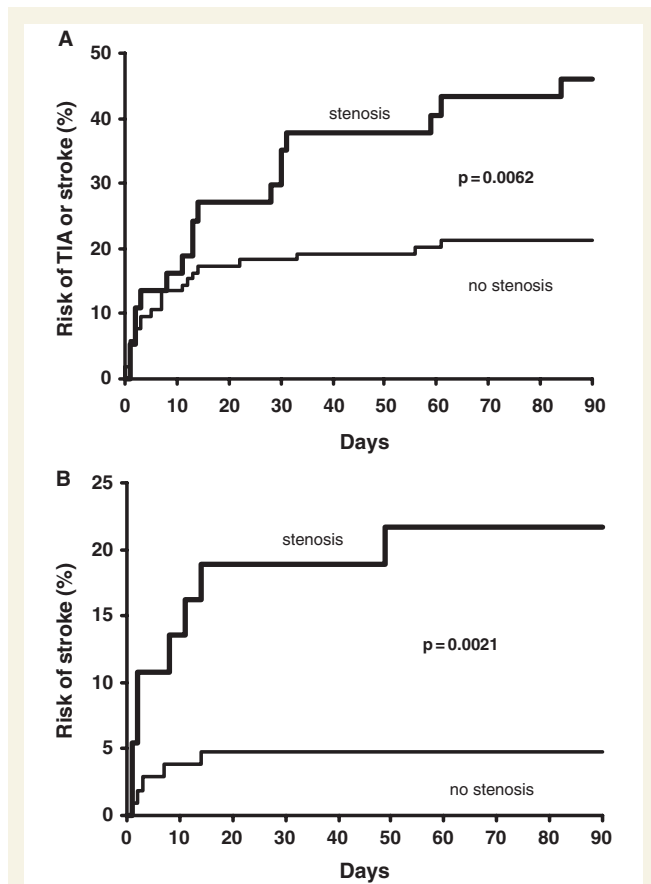 A
Risk of TIA or stroke (%)
50
40
30
20
10
0
stenosis
p = 0.0062
no stenosis
0 10 20 30 40 50 60 70 80 90
Days
B
Risk of stroke (%)
25
20
15
10
5
0
stenosis
p = 0.0021
no stenosis
0 10 20 30 40 50 60 70 80 90
Days